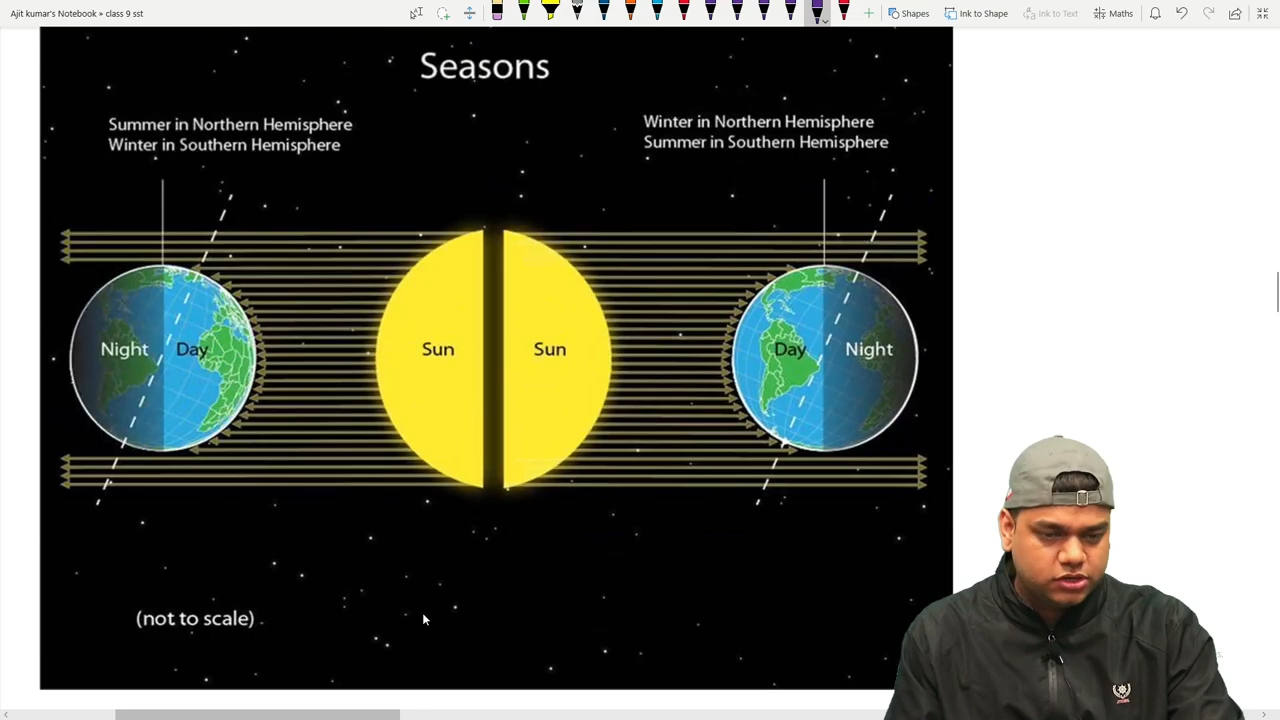 Ajit kumar's Notebook » class 9 sst
Shapes
Ink to Shape
Ink to Text
Maths
Seasons
Summer in Northern Hemisphere
Winter in Southern Hemisphere
Winter in Northern Hemisphere
Summer in Southern Hemisphere
Night
Day
Sun
Sun
Day
Night
(not to scale)